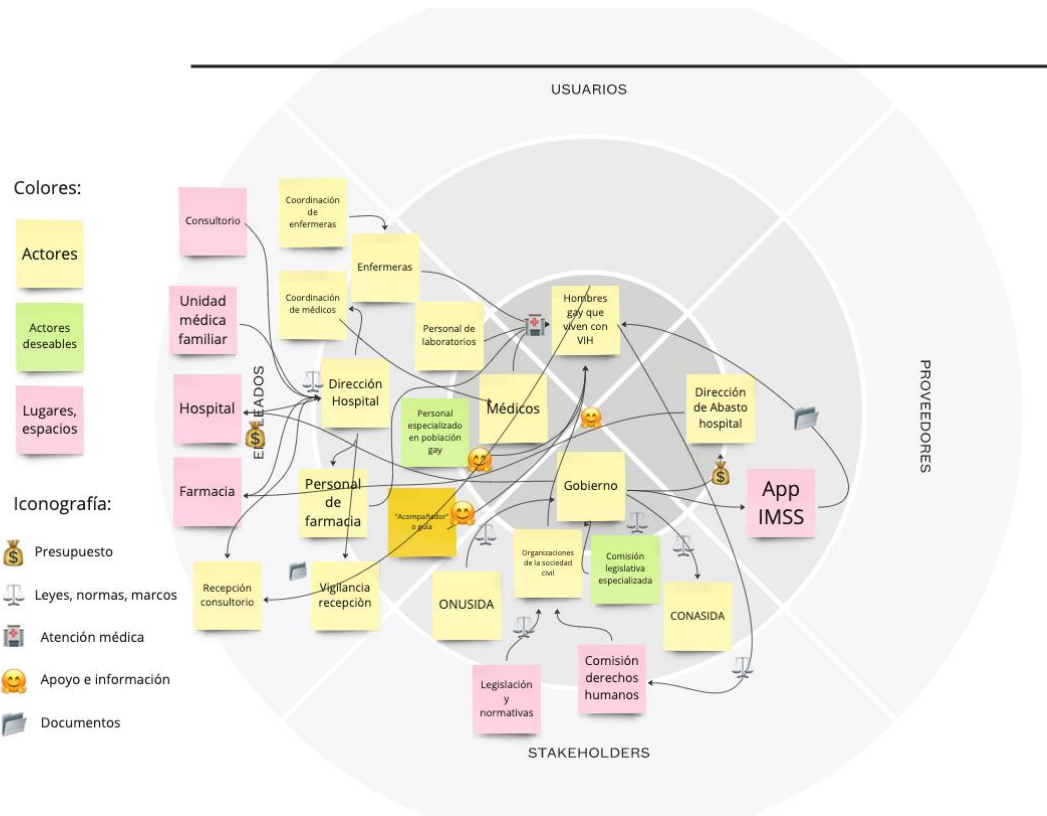 USUARIOS
Colores:
Actores
Actores
deseables
Lugares,
espacios
Iconografía:
Presupuesto
Leyes, normas, marcos
Atención médica
Apoyo e información
Documentos
Consultorio
Coordinación
de
enfermeras
Enfermeras
Unidad
médica
familiar
Coordinación
de médicos
Personal de
laboratorios
Hombres
gay que
viven con
VIH
Hospital
Dirección
Hospital
Personal
especializado
en población
gay
Médicos
Dirección
de Abasto
hospital
PROVEEDORES
Farmacia
Personal
de
farmacia
"Acompañador"
o guía
Gobierno
App
IMSS
Recepción
consultorio
Vigilancia
recepciòn
ONUSIDA
Organizaciones
de la sociedad
civil
Comisión
legislativa
especializada
CONASIDA
Legislación
y
normativas
Comisión
derechos
humanos
STAKEHOLDERS